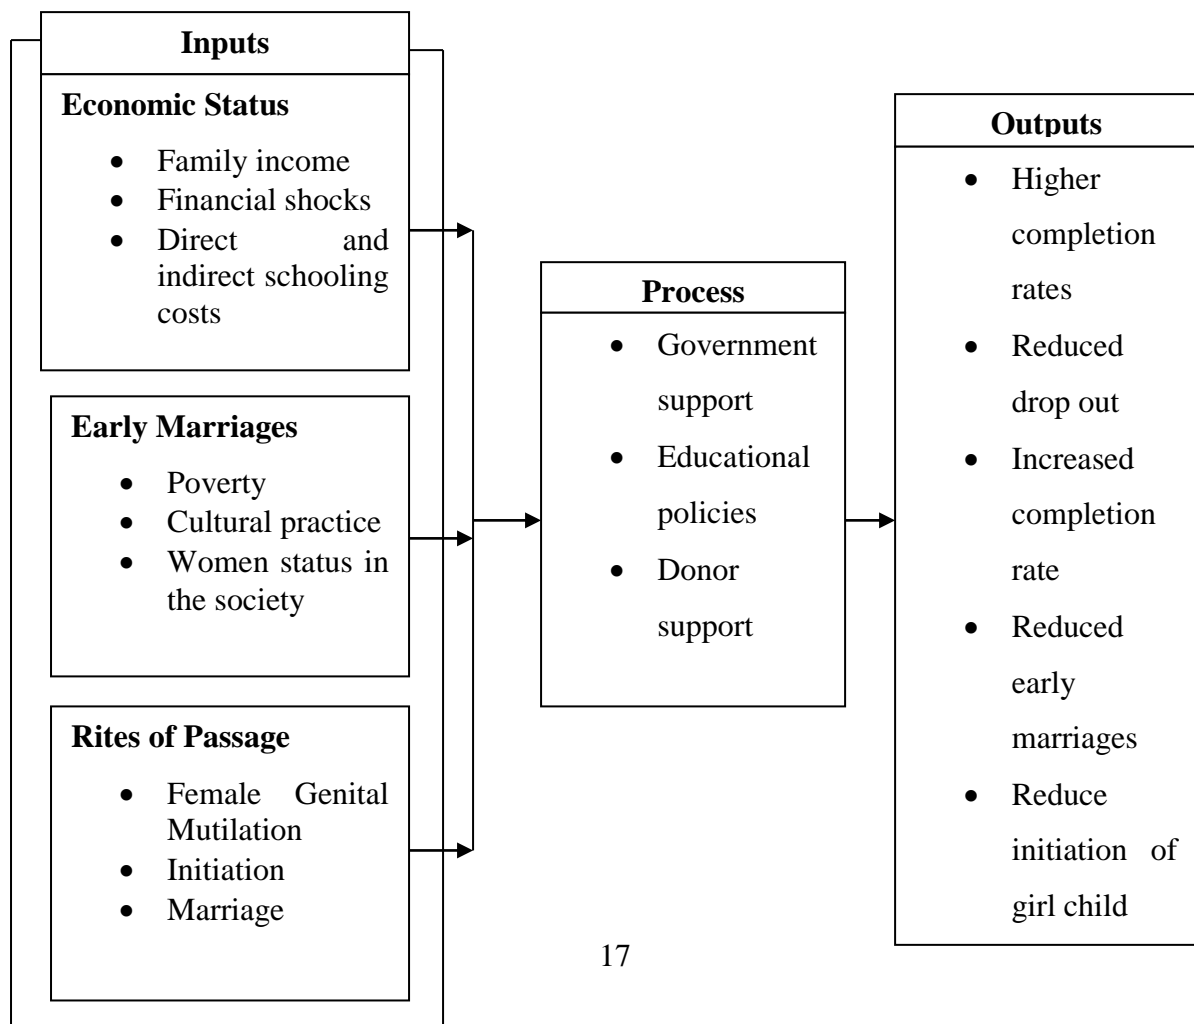 Inputs
Economic Status
• Family income
• Financial shocks
• Direct and
indirect schooling
costs
Early Marriages
• Poverty
• Cultural practice
• Women status in
the society
Rites of Passage
• Female Genital
Mutilation
• Initiation
• Marriage
Process
• Government
support
• Educational
policies
• Donor
support
Outputs
• Higher
completion
rates
• Reduced
drop out
• Increased
completion
rate
• Reduced
early
marriages
• Reduce
initiation of
girl child
17